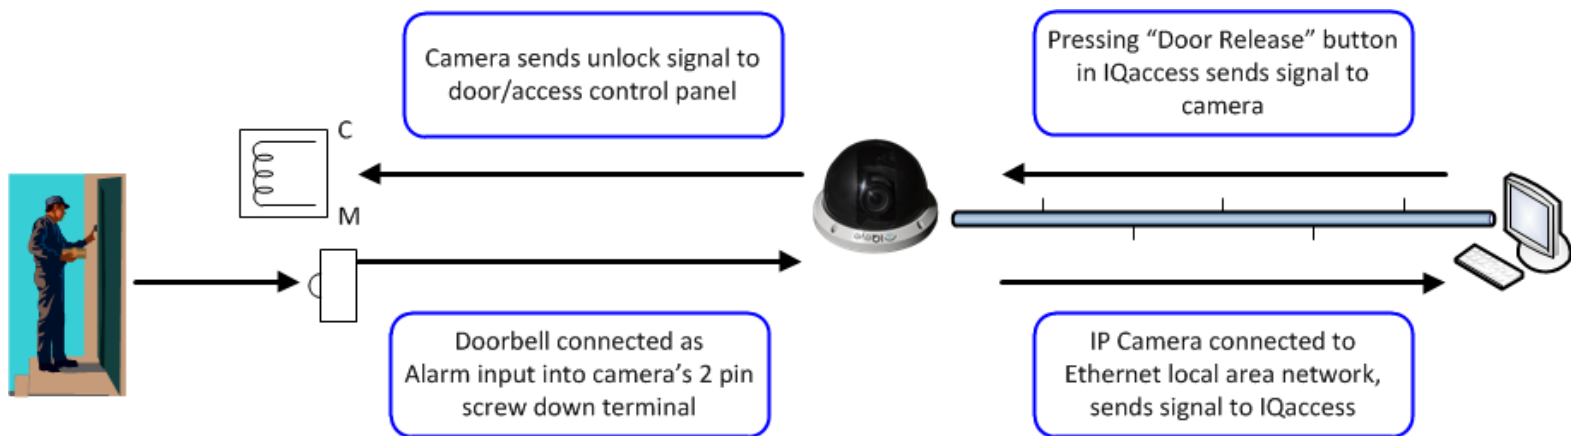 Camera sends unlock signal to
door/access control panel
Pressing “Door Release” button
in IQaccess sends signal to
camera
C
M
Doorbell connected as
Alarm input into camera’s 2 pin
screw down terminal
IP Camera connected to
Ethernet local area network,
sends signal to IQaccess